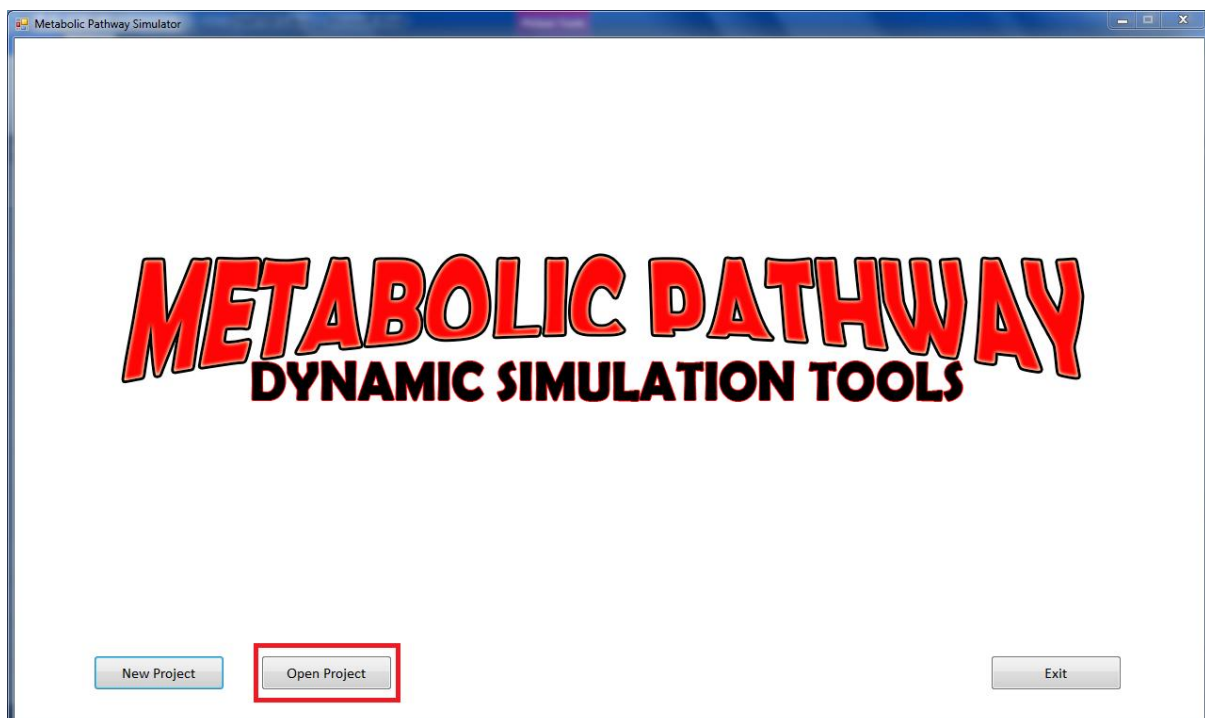 Metabolic Pathway Simulator
METABOLIC PATHWAY
DYNAMIC SIMULATION TOOLS
New Project
Open Project
Exit